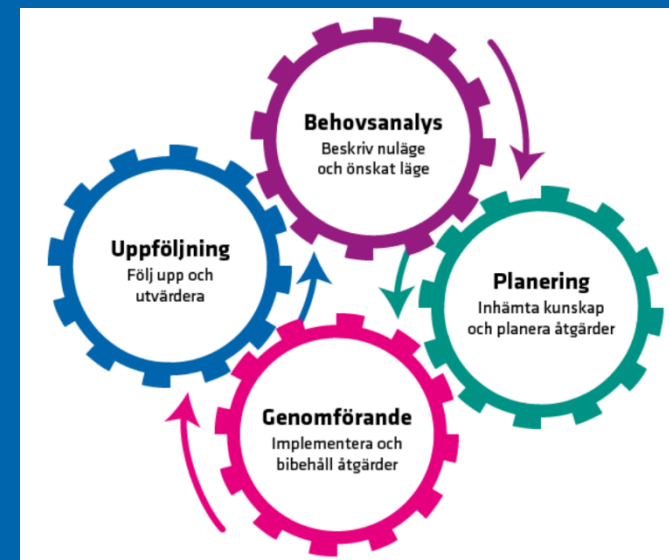 Behovsanalys
Beskriv nuläge
och önskat läge
Planering
Inhämta kunskap
och planera åtgärder
Genomförande
Implementera och
bibehåll åtgärder
Uppföljning
Följ upp och
utvärdera